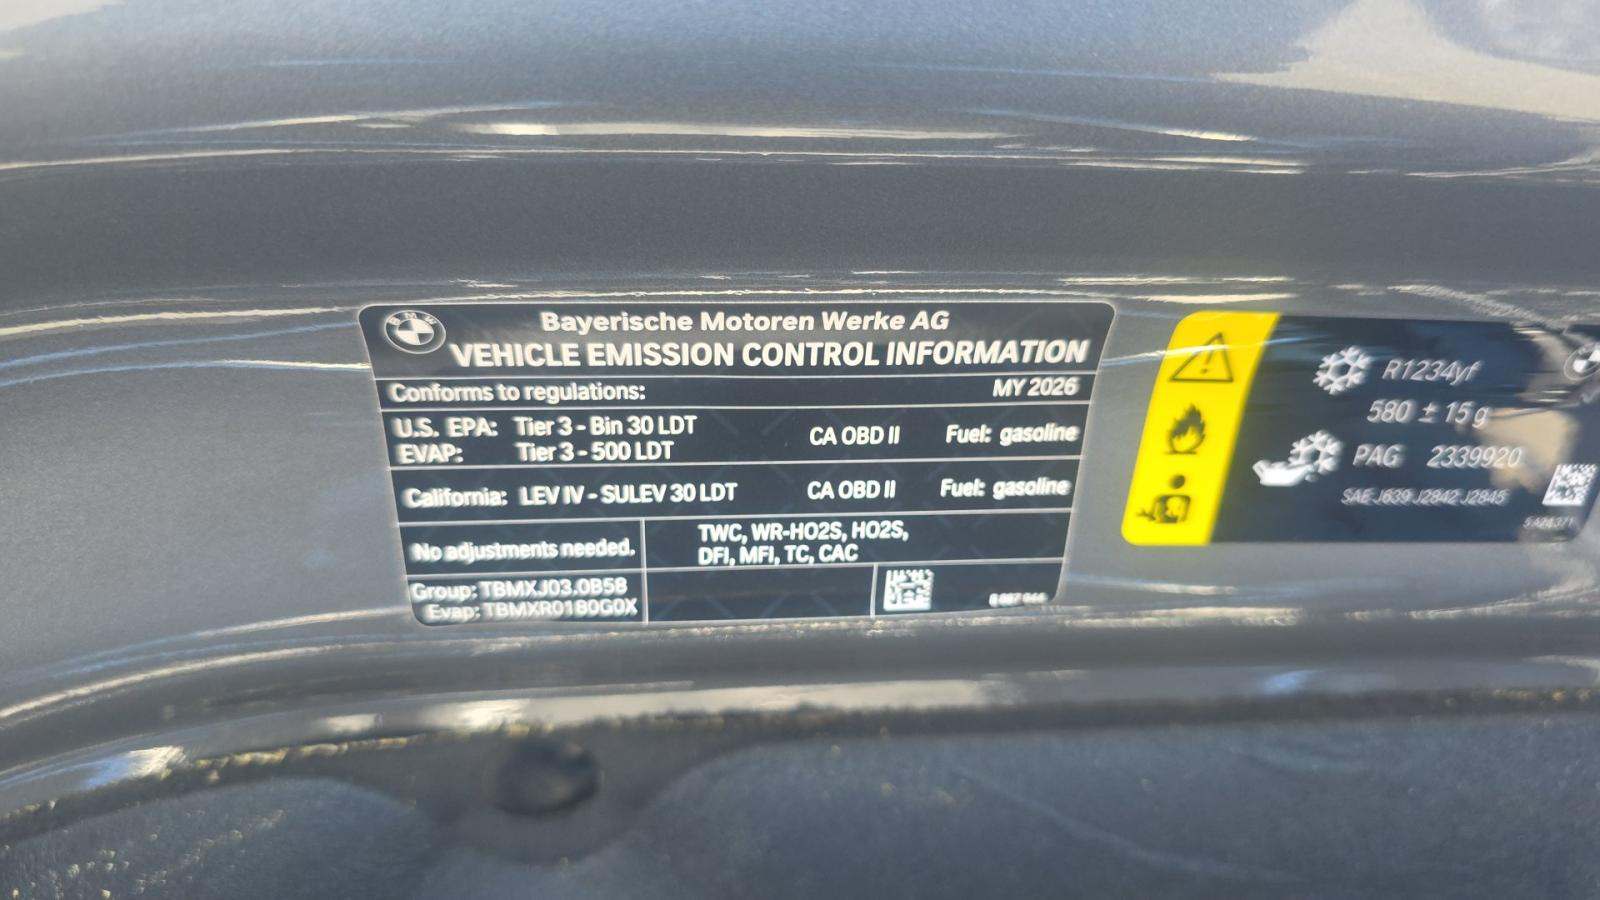 BMW
Bayerische Motoren Werke AG
VEHICLE EMISSION CONTROL INFORMATION
Conforms to regulations: MY 2026
U.S. EPA: Tier 3 - Bin 30 LDT CA OBD II Fuel: gasoline
EVAP: Tier 3 - 500 LDT
California: LEV IV - SULEV 30 LDT CA OBD II Fuel: gasoline
No adjustments needed.
TWC, WR-HO2S, HO2S,
DFI, MFI, TC, CAC
Group: TBMXJ03.0B58
Evap: TBMXR0180G0X
R1234yf
580 ± 15 g
PAG 2339920
SAE J639 J2842 J2845